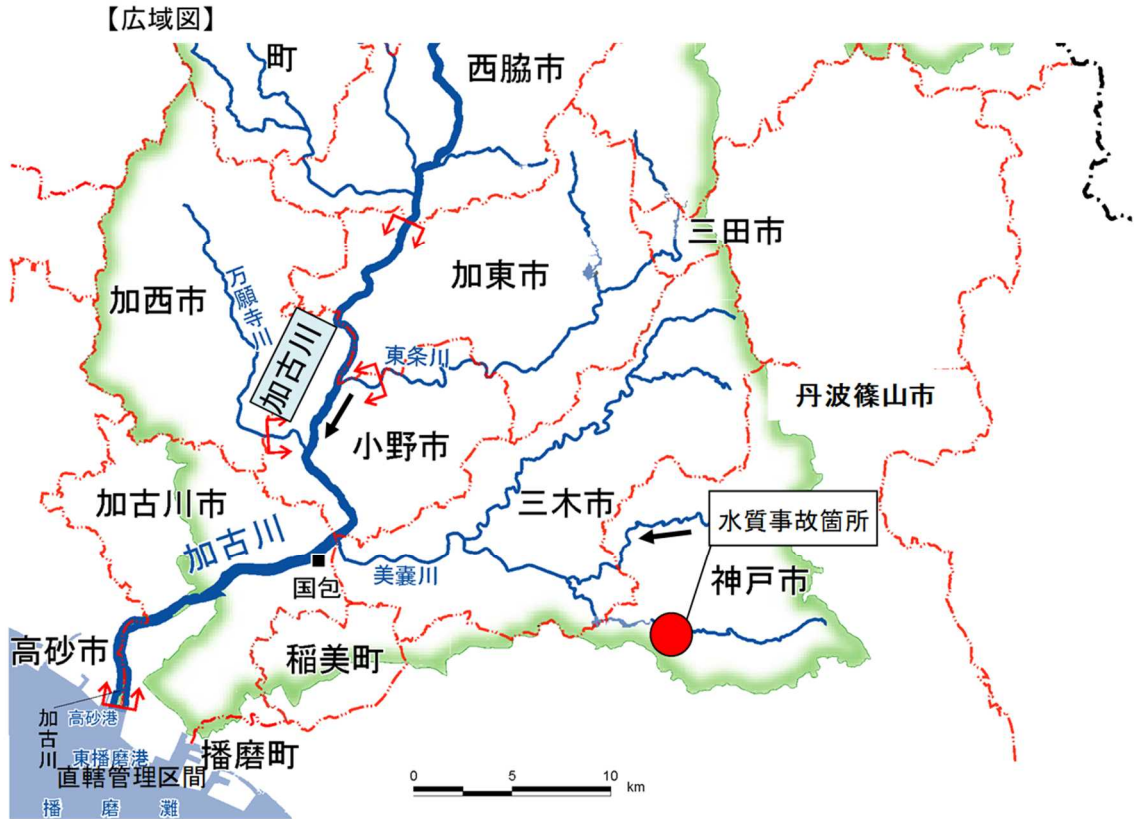 【広域図】
町
西脇市
三田市
加東市
加西市
万願寺川
加古川
東条川
丹波篠山市
小野市
加古川市
三木市
水質事故箇所
加古川
美嚢川
国包
神戸市
高砂市
稲美町
加古川
高砂港
東播磨港
播磨町
直轄管理区間
播磨灘
0 5 10
km